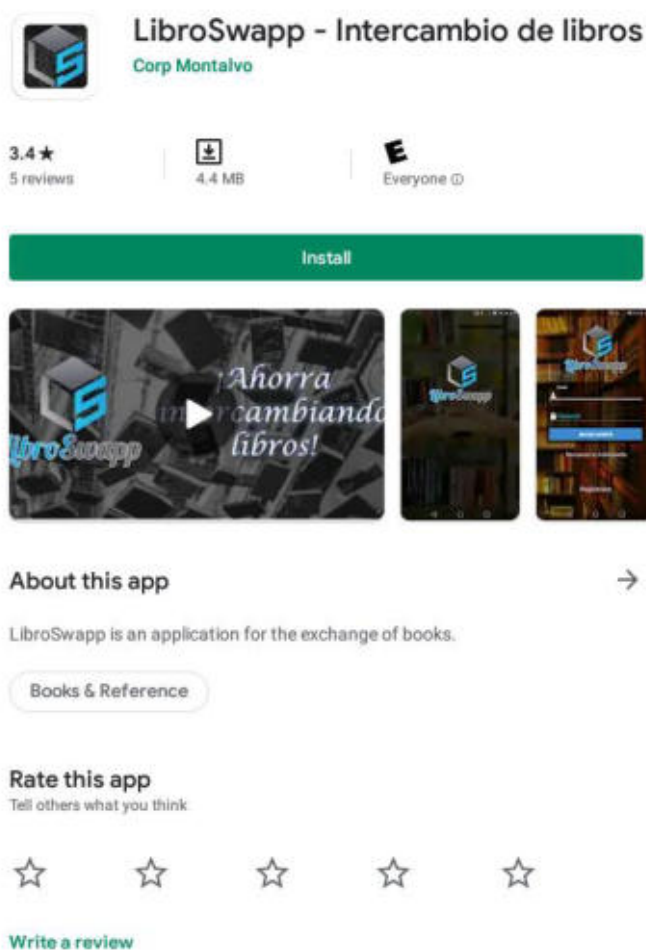 LibroSwapp - Intercambio de libros
Corp Montalvo
3.4★
5 reviews
4.4 MB
E
Everyone
Install
LibroSwapp
¡Ahorra
intercambiando
libros!
LibroSwapp
LibroSwapp
About this app
LibroSwapp is an application for the exchange of books.
Books & Reference
Rate this app
Tell others what you think
Write a review